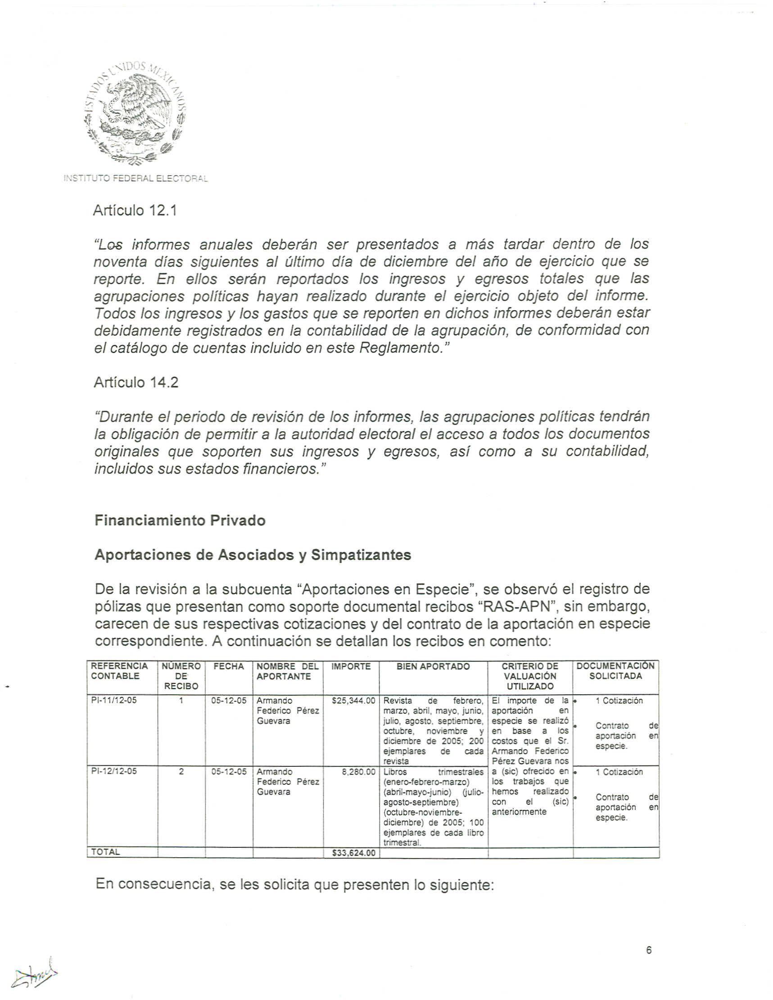 ESTADOS UNIDOS MEXICANOS
INSTITUTO FEDERAL ELECTORAL
Artículo 12.1
“Los informes anuales deberán ser presentados a más tardar dentro de los
noventa días siguientes al último día de diciembre del año de ejercicio que se
reporte. En ellos serán reportados los ingresos y egresos totales que las
agrupaciones políticas hayan realizado durante el ejercicio objeto del informe.
Todos los ingresos y los gastos que se reporten en dichos informes deberán estar
debidamente registrados en la contabilidad de la agrupación, de conformidad con
el catálogo de cuentas incluido en este Reglamento.”
Artículo 14.2
“Durante el periodo de revisión de los informes, las agrupaciones políticas tendrán
la obligación de permitir a la autoridad electoral el acceso a todos los documentos
originales que soporten sus ingresos y egresos, así como a su contabilidad,
incluidos sus estados financieros.”
Financiamiento Privado
Aportaciones de Asociados y Simpatizantes
De la revisión a la subcuenta “Aportaciones en Especie”, se observó el registro de
pólizas que presentan como soporte documental recibos “RAS-APN”, sin embargo,
carecen de sus respectivas cotizaciones y del contrato de la aportación en especie
correspondiente. A continuación se detallan los recibos en comento:
REFERENCIA
CONTABLE
NÚMERO
DE
RECIBO
FECHA
NOMBRE DEL
APORTANTE
IMPORTE
BIEN APORTADO
CRITERIO DE
VALUACIÓN
UTILIZADO
DOCUMENTACIÓN
SOLICITADA
PI-11/12-05
1
05-12-05
Armando
Federico Pérez
Guevara
$25,344.00
Revista de febrero,
marzo, abril, mayo, junio,
julio, agosto, septiembre,
octubre, noviembre y
diciembre de 2005; 200
ejemplares de cada
revista
El importe de la
aportación en
especie se realizó
en base a los
costos que el Sr.
Armando Federico
Pérez Guevara nos
a (sic) ofrecido en
los trabajos que
hemos realizado
con el (sic)
anteriormente
• 1 Cotización
• Contrato de
aportación en
especie.
PI-12/12-05
2
05-12-05
Armando
Federico Pérez
Guevara
8,280.00
Libros trimestrales
(enero-febrero-marzo)
(abril-mayo-junio) (julio-
agosto-septiembre)
(octubre-noviembre-
diciembre) de 2005; 100
ejemplares de cada libro
trimestral.
• 1 Cotización
• Contrato de
aportación en
especie.
TOTAL
$33,624.00
En consecuencia, se les solicita que presenten lo siguiente:
6